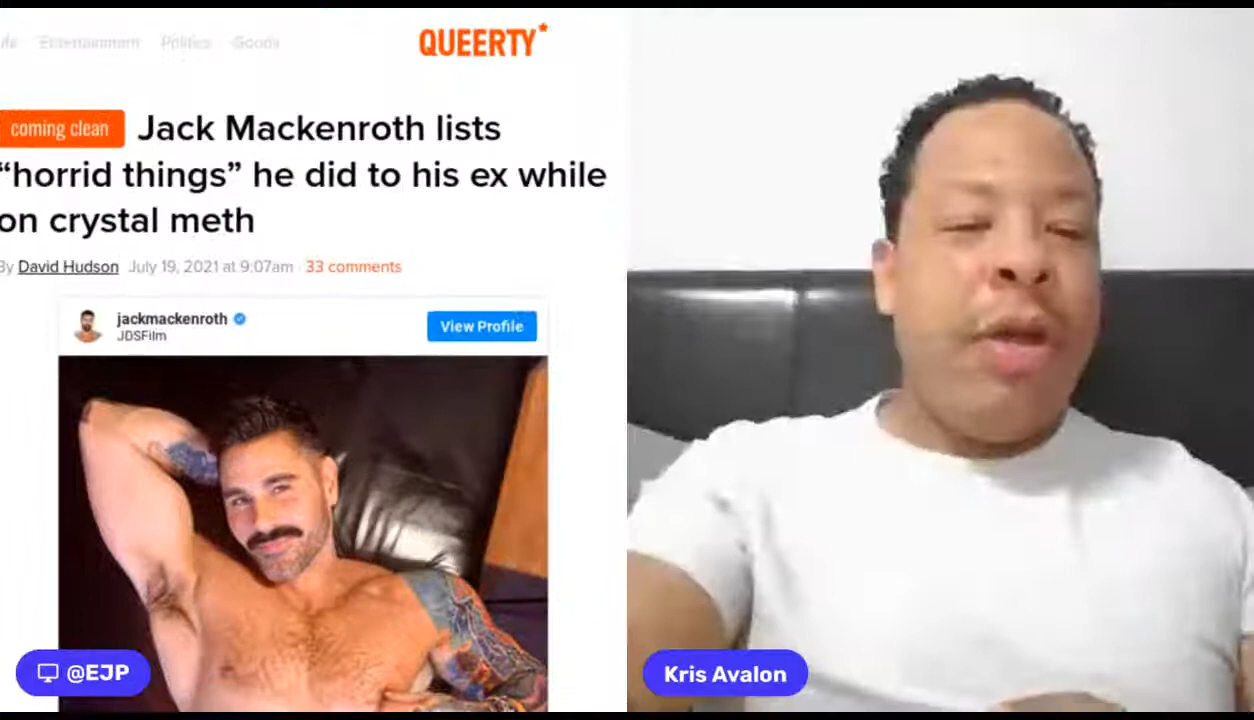 Entertainment Politics Goods
QUEERTY*
coming clean Jack Mackenroth lists
“horrid things” he did to his ex while
on crystal meth
By David Hudson July 19, 2021 at 9:07am · 33 comments
jackmackenroth
JDSFilm
View Profile
@EJP
Kris Avalon